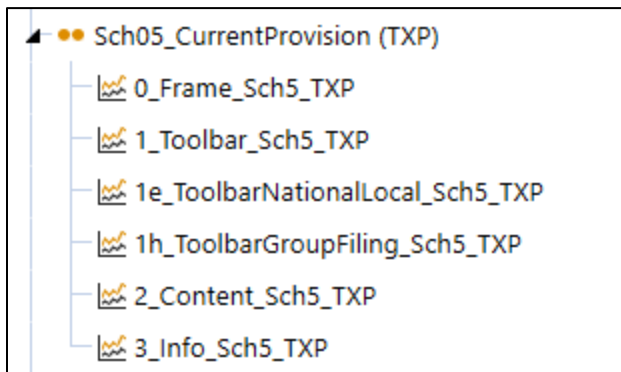 Sch05_CurrentProvision (TXP)
0_Frame_Sch5_TXP
1_Toolbar_Sch5_TXP
1e_ToolbarNationalLocal_Sch5_TXP
1h_ToolbarGroupFiling_Sch5_TXP
2_Content_Sch5_TXP
3_Info_Sch5_TXP